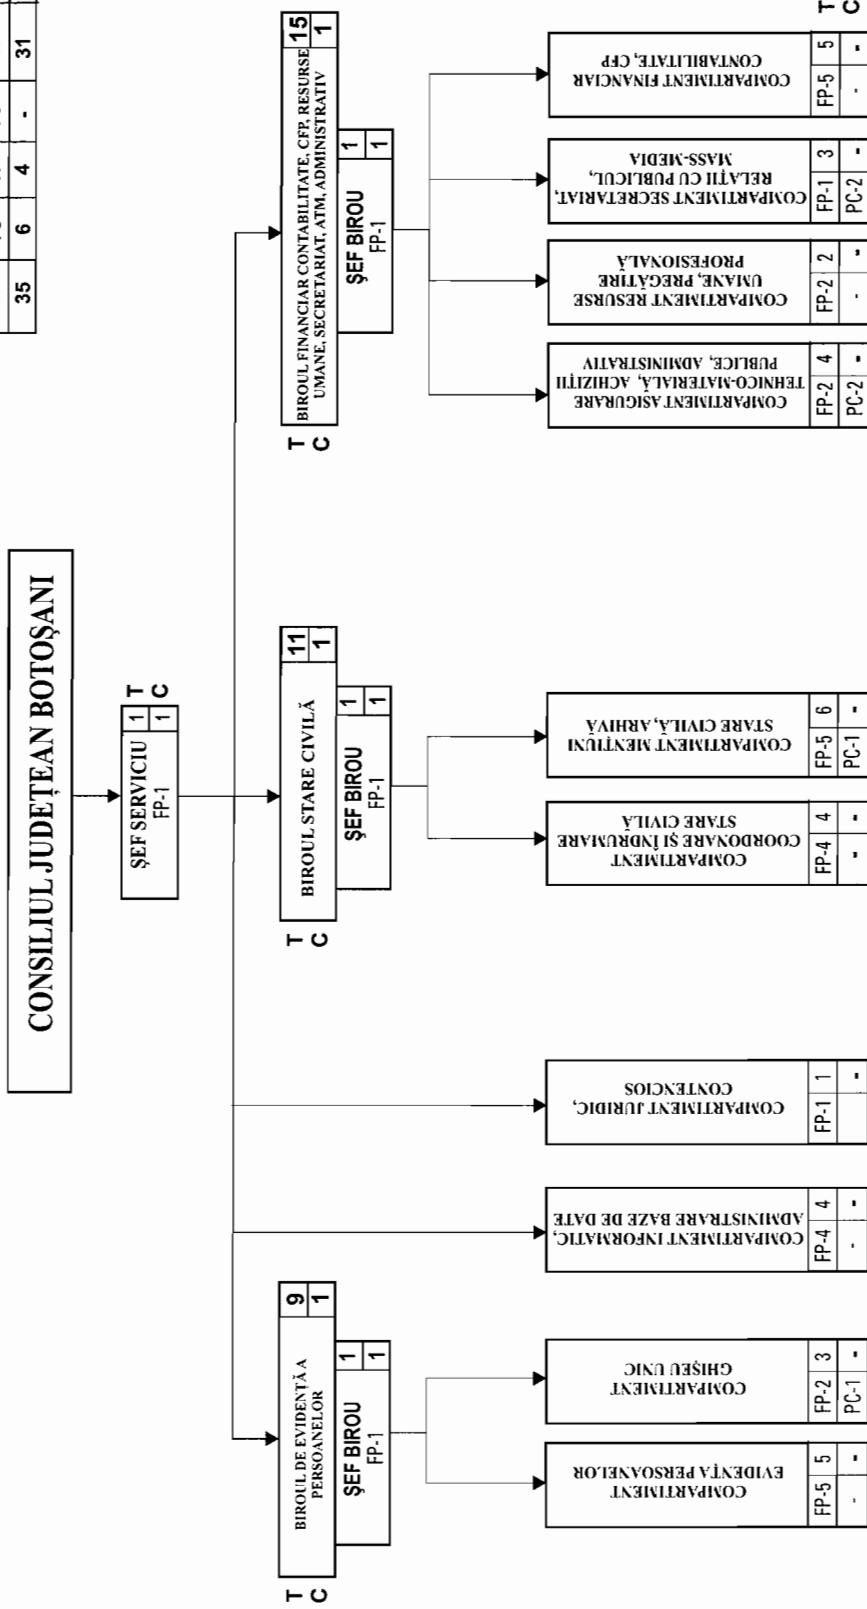 35 6 4 - 31
CONSILIUL JUDEȚEAN BOTOȘANI
ȘEF SERVICIU 1 T
FP-1 1 C
T BIROUL DE EVIDENȚĂ A 9
C PERSOANELOR 1
ȘEF BIROU 1
FP-1 1
T BIROUL STARE CIVILĂ 11
C 1
ȘEF BIROU 1
FP-1 1
T BIROUL FINANCIAR CONTABILITATE, CFP, RESURSE 15
C UMANE, SECRETARIAT, ATM, ADMINISTRATIV 1
ȘEF BIROU 1
FP-1 1
COMPARTIMENT
EVIDENȚA PERSOANELOR
FP-5 5
- -
COMPARTIMENT
GHIȘEU UNIC
FP-2 3
PC-1 -
COMPARTIMENT INFORMATIC,
ADMINISTRARE BAZE DE DATE
FP-4 4
- -
COMPARTIMENT JURIDIC,
CONTENCIOS
FP-1 1
-
COMPARTIMENT
COORDONARE ȘI ÎNDRUMARE
STARE CIVILĂ
FP-4 4
- -
COMPARTIMENT MENȚIUNI
STARE CIVILĂ, ARHIVĂ
FP-5 6
PC-1 -
COMPARTIMENT ASIGURARE
TEHNICO-MATERIALĂ, ACHIZIȚII
PUBLICE, ADMINISTRATIV
FP-2 4
PC-2 -
COMPARTIMENT RESURSE
UMANE, PREGĂTIRE
PROFESIONALĂ
FP-2 2
- -
COMPARTIMENT SECRETARIAT,
RELAȚII CU PUBLICUL,
MASS-MEDIA
FP-1 3
PC-2 -
COMPARTIMENT FINANCIAR
CONTABILITATE, CFP
FP-5 5 T
- - C